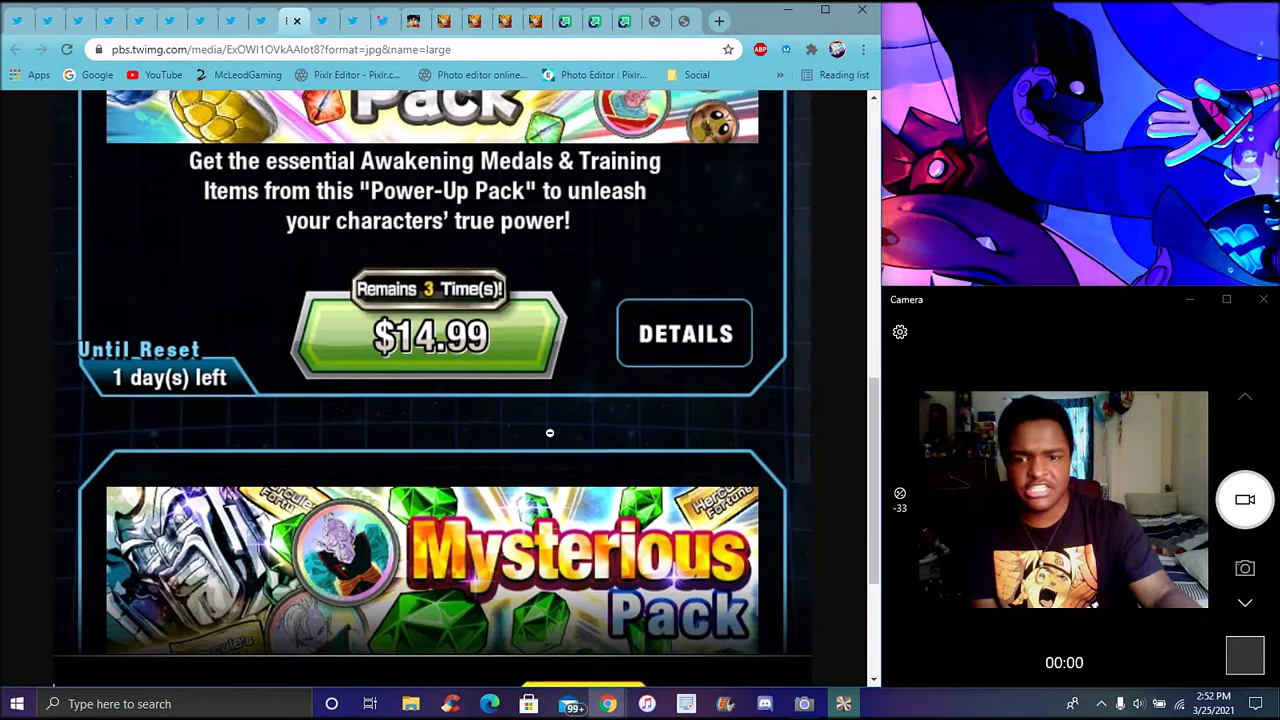 pbs.twimg.com/media/ExOWl1OVkAAlot8?format=jpg&name=large
ABP
Apps
Google
YouTube
McLeodGaming
Pixlr Editor - Pixlr.c...
Photo editor online...
Photo Editor : Pixlr...
Social
»
Reading list
Pack
Get the essential Awakening Medals & Training
Items from this "Power-Up Pack" to unleash
your characters' true power!
Remains 3 Time(s)!
$14.99
DETAILS
Until Reset
1 day(s) left
Mysterious
Pack
Camera
-33
00:00
Type here to search
99+
2:52 PM
3/25/2021